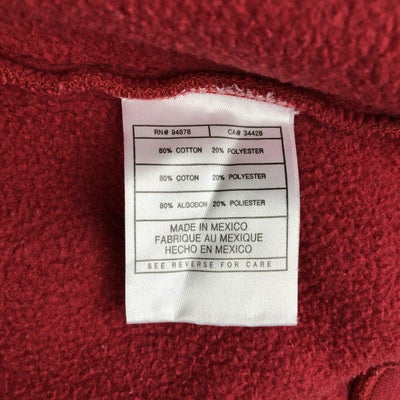 RN# 94878 CA# 34428
80% COTTON 20% POLYESTER
80% COTON 20% POLYESTER
80% ALGODON 20% POLIESTER
MADE IN MEXICO
FABRIQUE AU MEXIQUE
HECHO EN MEXICO
SEE REVERSE FOR CARE